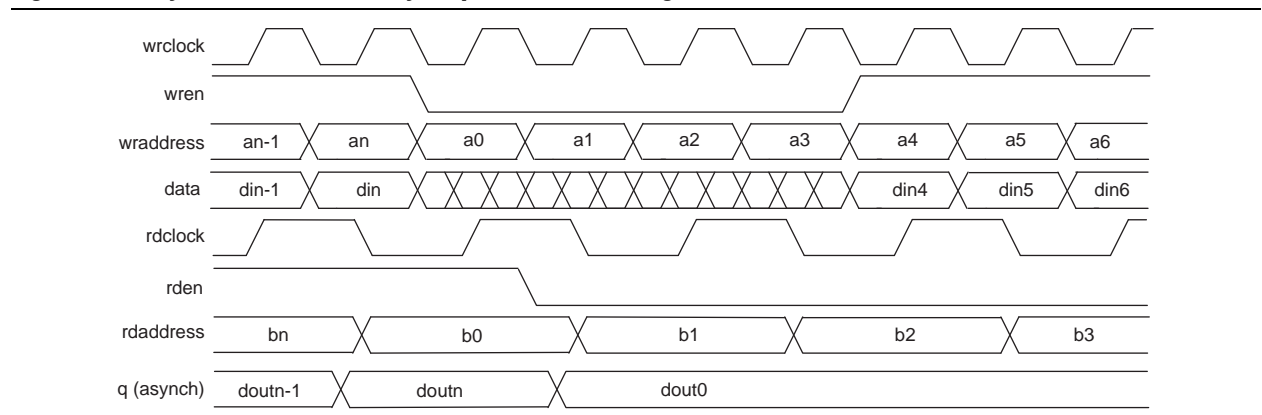 wrclock
wren
wraddress an-1 an a0 a1 a2 a3 a4 a5 a6
data din-1 din din4 din5 din6
rdclock
rden
rdaddress bn b0 b1 b2 b3
q (asynch) doutn-1 doutn dout0